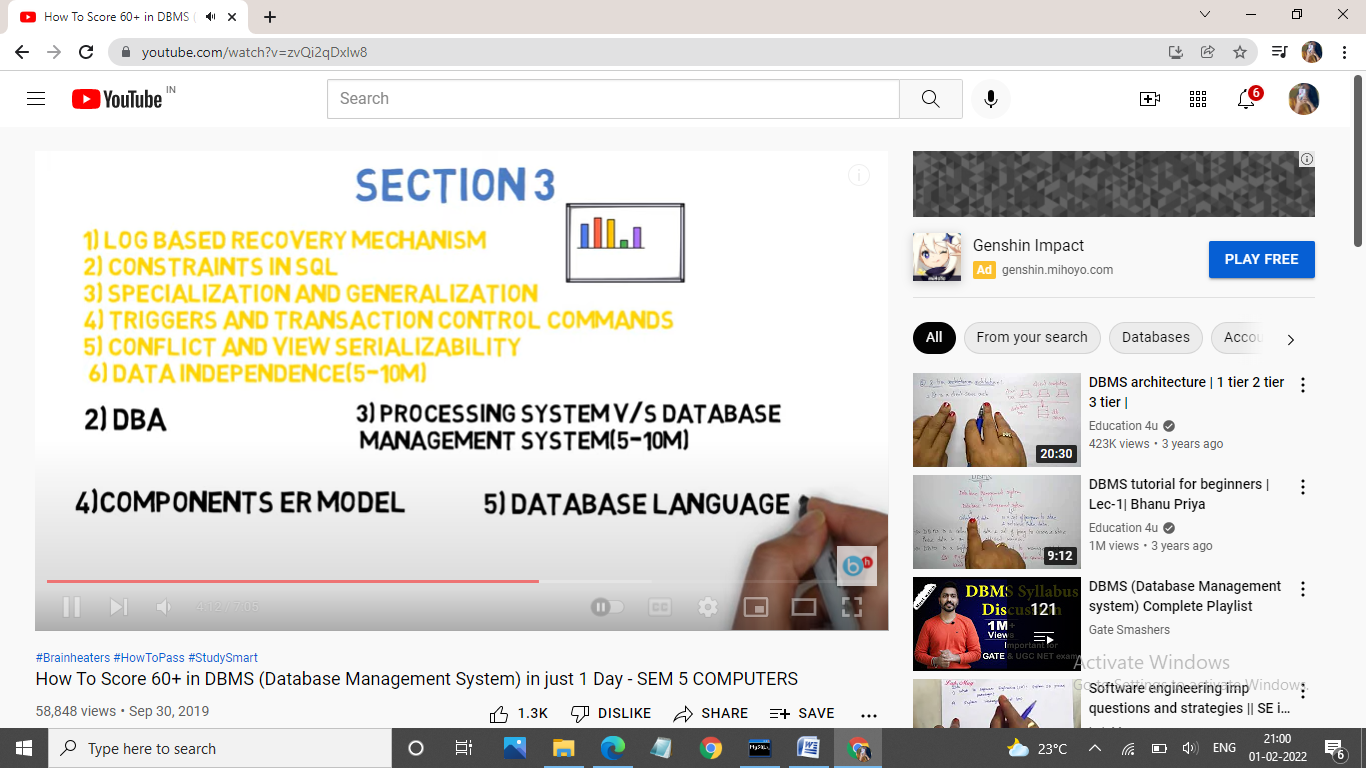 How To Score 60+ in DBMS (
youtube.com/watch?v=zvQi2qDxIw8
YouTube IN
Search
6
SECTION 3
1) LOG BASED RECOVERY MECHANISM
2) CONSTRAINTS IN SQL
3) SPECIALIZATION AND GENERALIZATION
4) TRIGGERS AND TRANSACTION CONTROL COMMANDS
5) CONFLICT AND VIEW SERIALIZABILITY
6) DATA INDEPENDENCE(5-10M)
2) DBA
3) PROCESSING SYSTEM V/S DATABASE
MANAGEMENT SYSTEM(5-10M)
4)COMPONENTS ER MODEL
5) DATABASE LANGUAGE
#Brainheaters #HowToPass #StudySmart
How To Score 60+ in DBMS (Database Management System) in just 1 Day - SEM 5 COMPUTERS
58,848 views • Sep 30, 2019
1.3K DISLIKE SHARE SAVE
Genshin Impact
Ad genshin.mihoyo.com
PLAY FREE
All From your search Databases Accou
20:30
DBMS architecture | 1 tier 2 tier
3 tier |
Education 4u
423K views • 3 years ago
9:12
DBMS tutorial for beginners |
Lec-1| Bhanu Priya
Education 4u
1M views • 3 years ago
DBMS Syllabus
Discussion
121
1M+
Views
GATE & UGC NET exam
DBMS (Database Management
system) Complete Playlist
Gate Smashers
Software engineering imp
questions and strategies || SE i...
Activate Windows
Go to Settings to activate Windows.
Type here to search
MySQL
23°C
ENG
21:00
01-02-2022
6